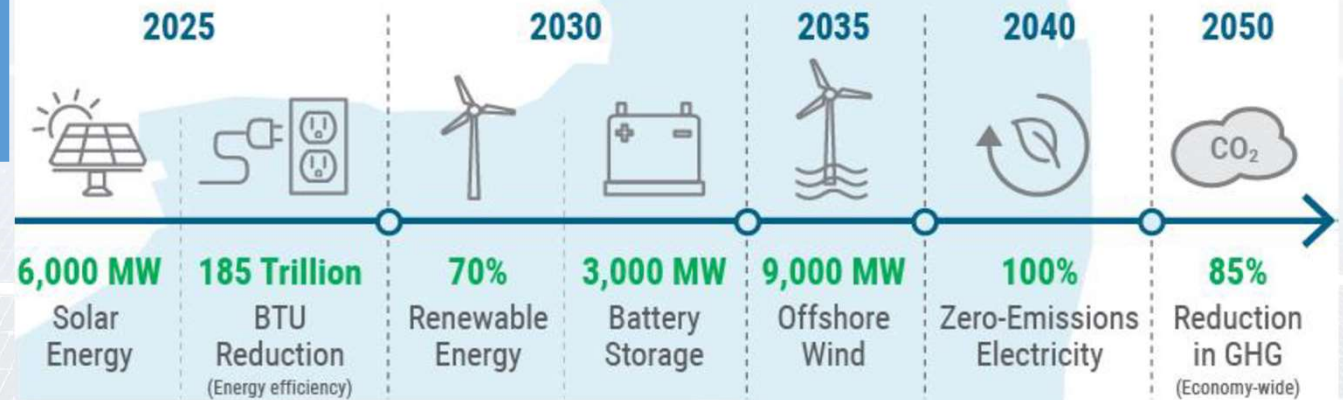 2025
6,000 MW
Solar
Energy
185 Trillion
BTU
Reduction
(Energy efficiency)
2030
70%
Renewable
Energy
3,000 MW
Battery
Storage
2035
9,000 MW
Offshore
Wind
2040
100%
Zero-Emissions
Electricity
2050
CO₂
85%
Reduction
in GHG
(Economy-wide)